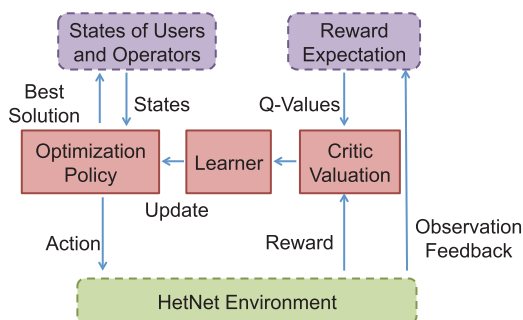 States of Users
and Operators
Reward
Expectation
Best
Solution
States
Q-Values
Optimization
Policy
Learner
Critic
Valuation
Update
Action
Reward
Observation
Feedback
HetNet Environment